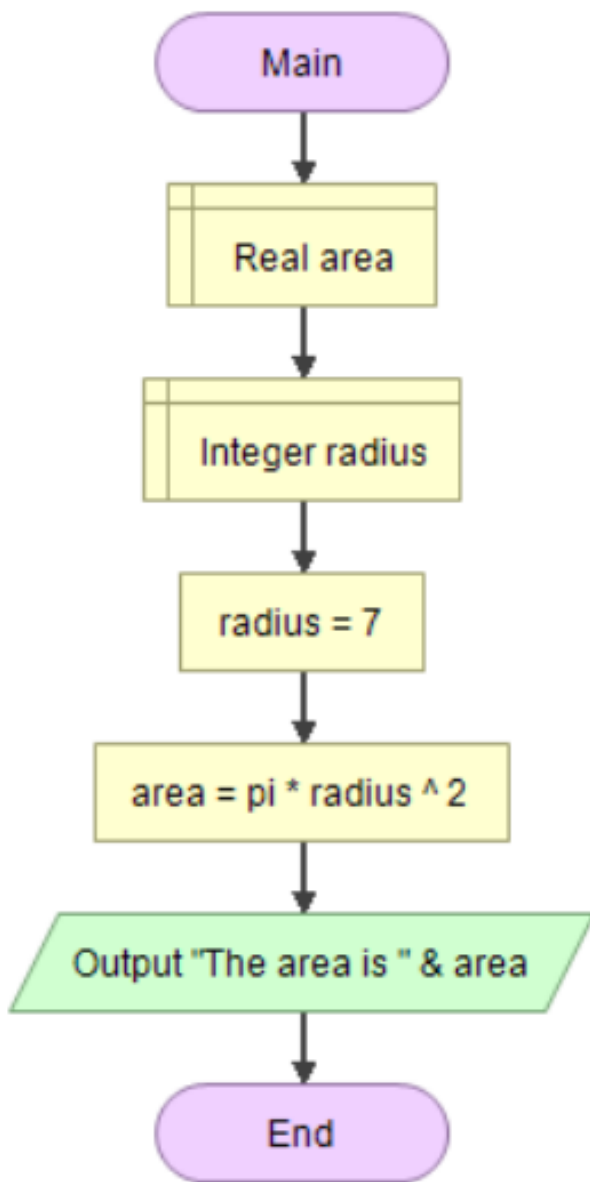 Main
Real area
Integer radius
radius = 7
area = pi * radius ^ 2
Output "The area is " & area
End